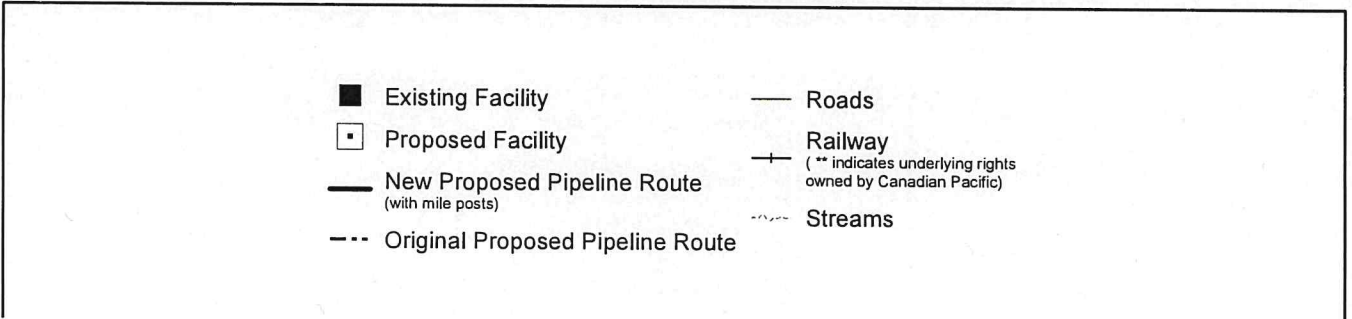 Existing Facility
Proposed Facility
New Proposed Pipeline Route
(with mile posts)
Original Proposed Pipeline Route
Roads
Railway
( ** indicates underlying rights
owned by Canadian Pacific)
Streams